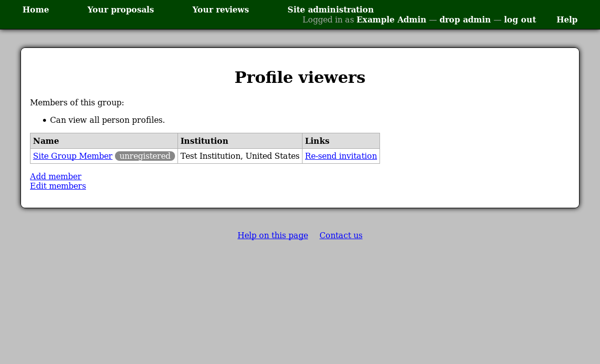 Home Your proposals Your reviews Site administration
Logged in as Example Admin — drop admin — log out Help
Profile viewers
Members of this group:
• Can view all person profiles.
Name Institution Links
Site Group Member unregistered Test Institution, United States Re-send invitation
Add member
Edit members
Help on this page Contact us